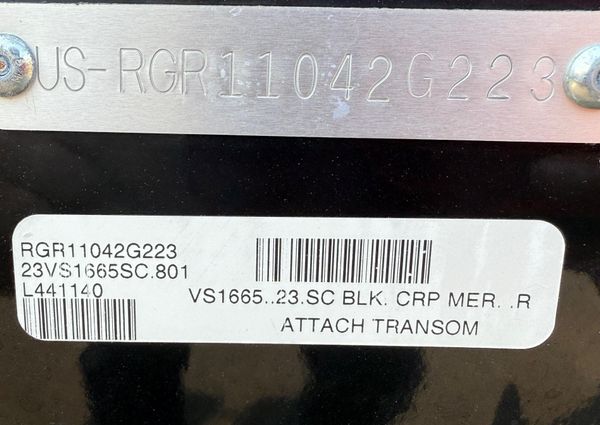 US-RGR11042G223
RGR11042G223
23VS1665SC.801
L441140
VS1665..23.SC BLK. CRP MER. .R
ATTACH TRANSOM